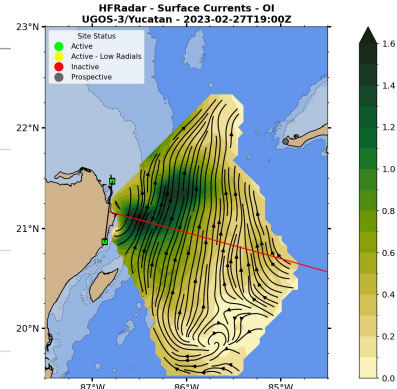 HFRadar - Surface Currents - OI
UGOS-3/Yucatan - 2023-02-27T19:00Z
23°N
Site Status
Active
Active - Low Radials
Inactive
Prospective
22°N
21°N
20°N
87°W
86°W
85°W
1.6
1.4
1.2
1.0
0.8
0.6
0.4
0.2
0.0